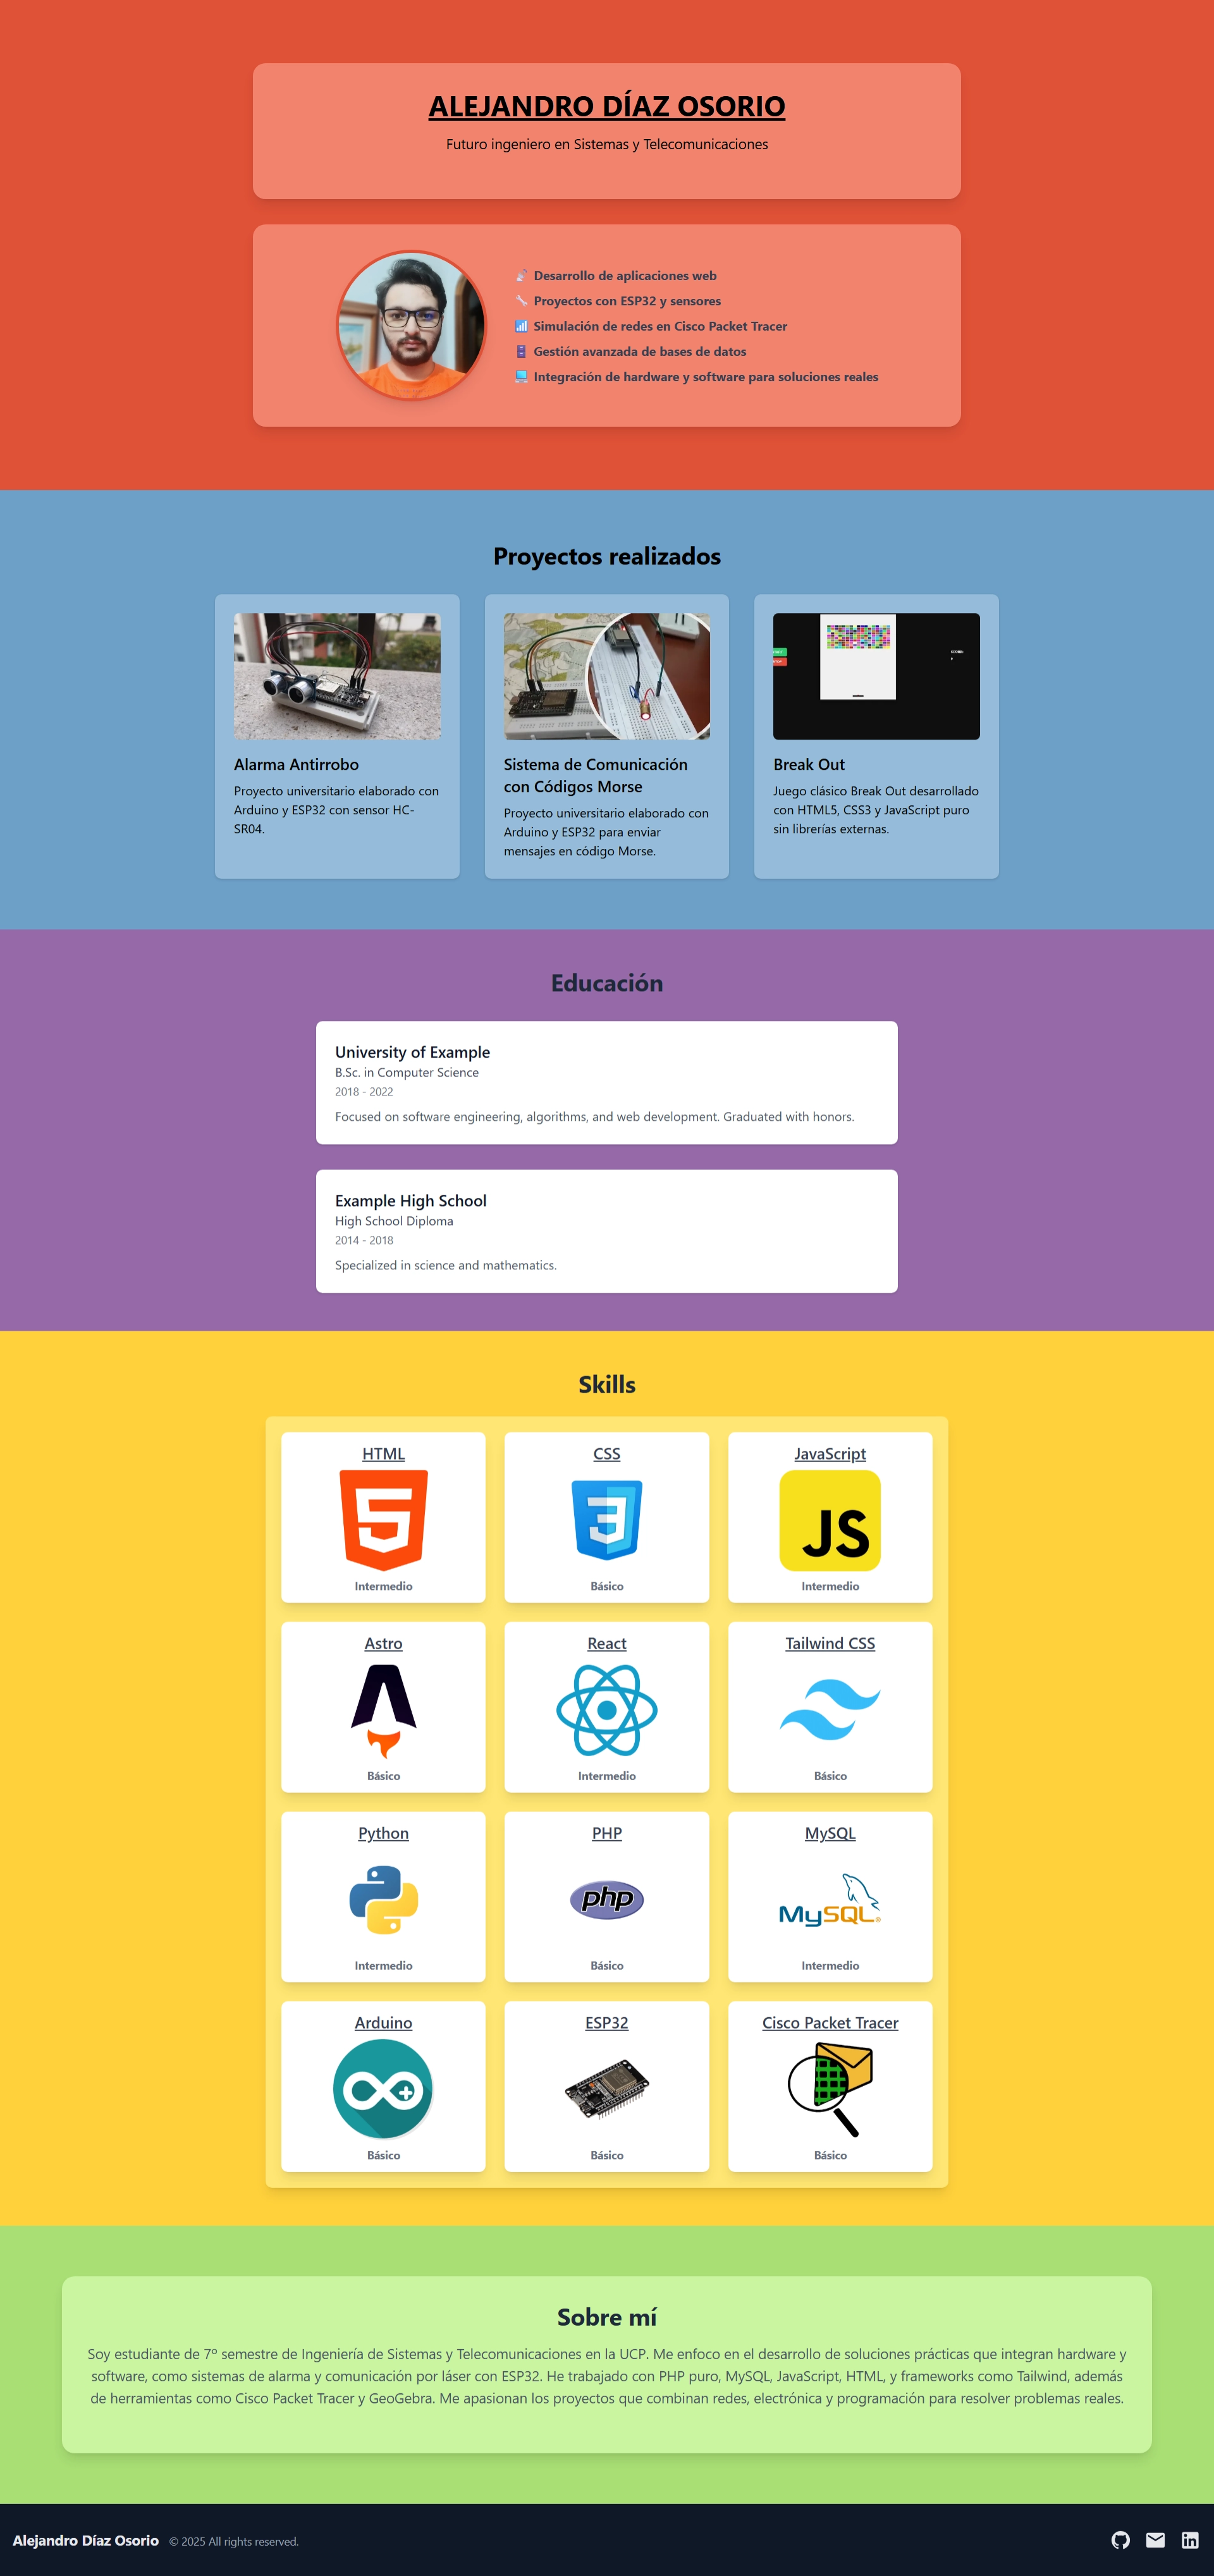 ALEJANDRO DÍAZ OSORIO
Futuro ingeniero en Sistemas y Telecomunicaciones
Desarrollo de aplicaciones web
Proyectos con ESP32 y sensores
Simulación de redes en Cisco Packet Tracer
Gestión avanzada de bases de datos
Integración de hardware y software para soluciones reales
Proyectos realizados
Alarma Antirrobo
Proyecto universitario elaborado con
Arduino y ESP32 con sensor HC-
SR04.
Sistema de Comunicación
con Códigos Morse
Proyecto universitario elaborado con
Arduino y ESP32 para enviar
mensajes en código Morse.
Break Out
Juego clásico Break Out desarrollado
con HTML5, CSS3 y JavaScript puro
sin librerías externas.
Educación
University of Example
B.Sc. in Computer Science
2018 - 2022
Focused on software engineering, algorithms, and web development. Graduated with honors.
Example High School
High School Diploma
2014 - 2018
Specialized in science and mathematics.
Skills
HTML
5
Intermedio
CSS
3
Básico
JavaScript
JS
Intermedio
Astro
Básico
React
Intermedio
Tailwind CSS
Básico
Python
Intermedio
PHP
php
Básico
MySQL
MySQL®
Intermedio
Arduino
Básico
ESP32
Básico
Cisco Packet Tracer
Básico
Sobre mí
Soy estudiante de 7º semestre de Ingeniería de Sistemas y Telecomunicaciones en la UCP. Me enfoco en el desarrollo de soluciones prácticas que integran hardware y
software, como sistemas de alarma y comunicación por láser con ESP32. He trabajado con PHP puro, MySQL, JavaScript, HTML, y frameworks como Tailwind, además
de herramientas como Cisco Packet Tracer y GeoGebra. Me apasionan los proyectos que combinan redes, electrónica y programación para resolver problemas reales.
Alejandro Díaz Osorio © 2025 All rights reserved.
in